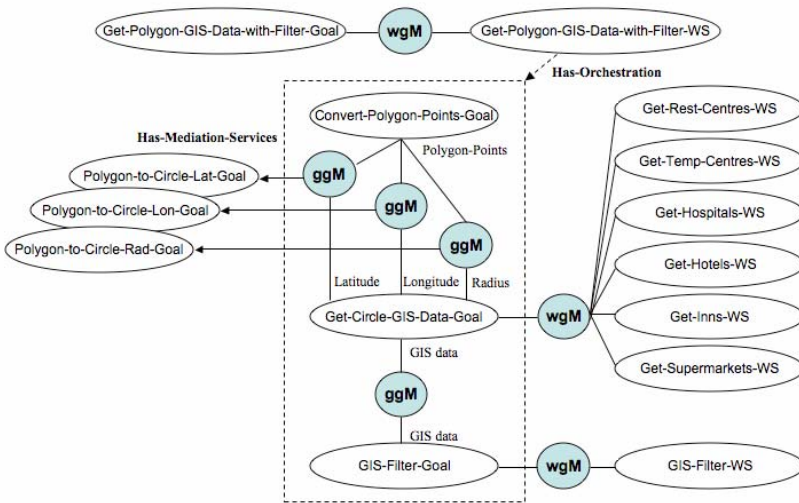 Get-Polygon-GIS-Data-with-Filter-Goal
wgM
Get-Polygon-GIS-Data-with-Filter-WS
Has-Orchestration
Convert-Polygon-Points-Goal
Has-Mediation-Services
Polygon-Points
Polygon-to-Circle-Lat-Goal
ggM
Polygon-to-Circle-Lon-Goal
ggM
Polygon-to-Circle-Rad-Goal
ggM
Latitude
Longitude
Radius
Get-Circle-GIS-Data-Goal
wgM
Get-Rest-Centres-WS
Get-Temp-Centres-WS
Get-Hospitals-WS
Get-Hotels-WS
Get-Inns-WS
Get-Supermarkets-WS
GIS data
ggM
GIS data
GIS-Filter-Goal
wgM
GIS-Filter-WS